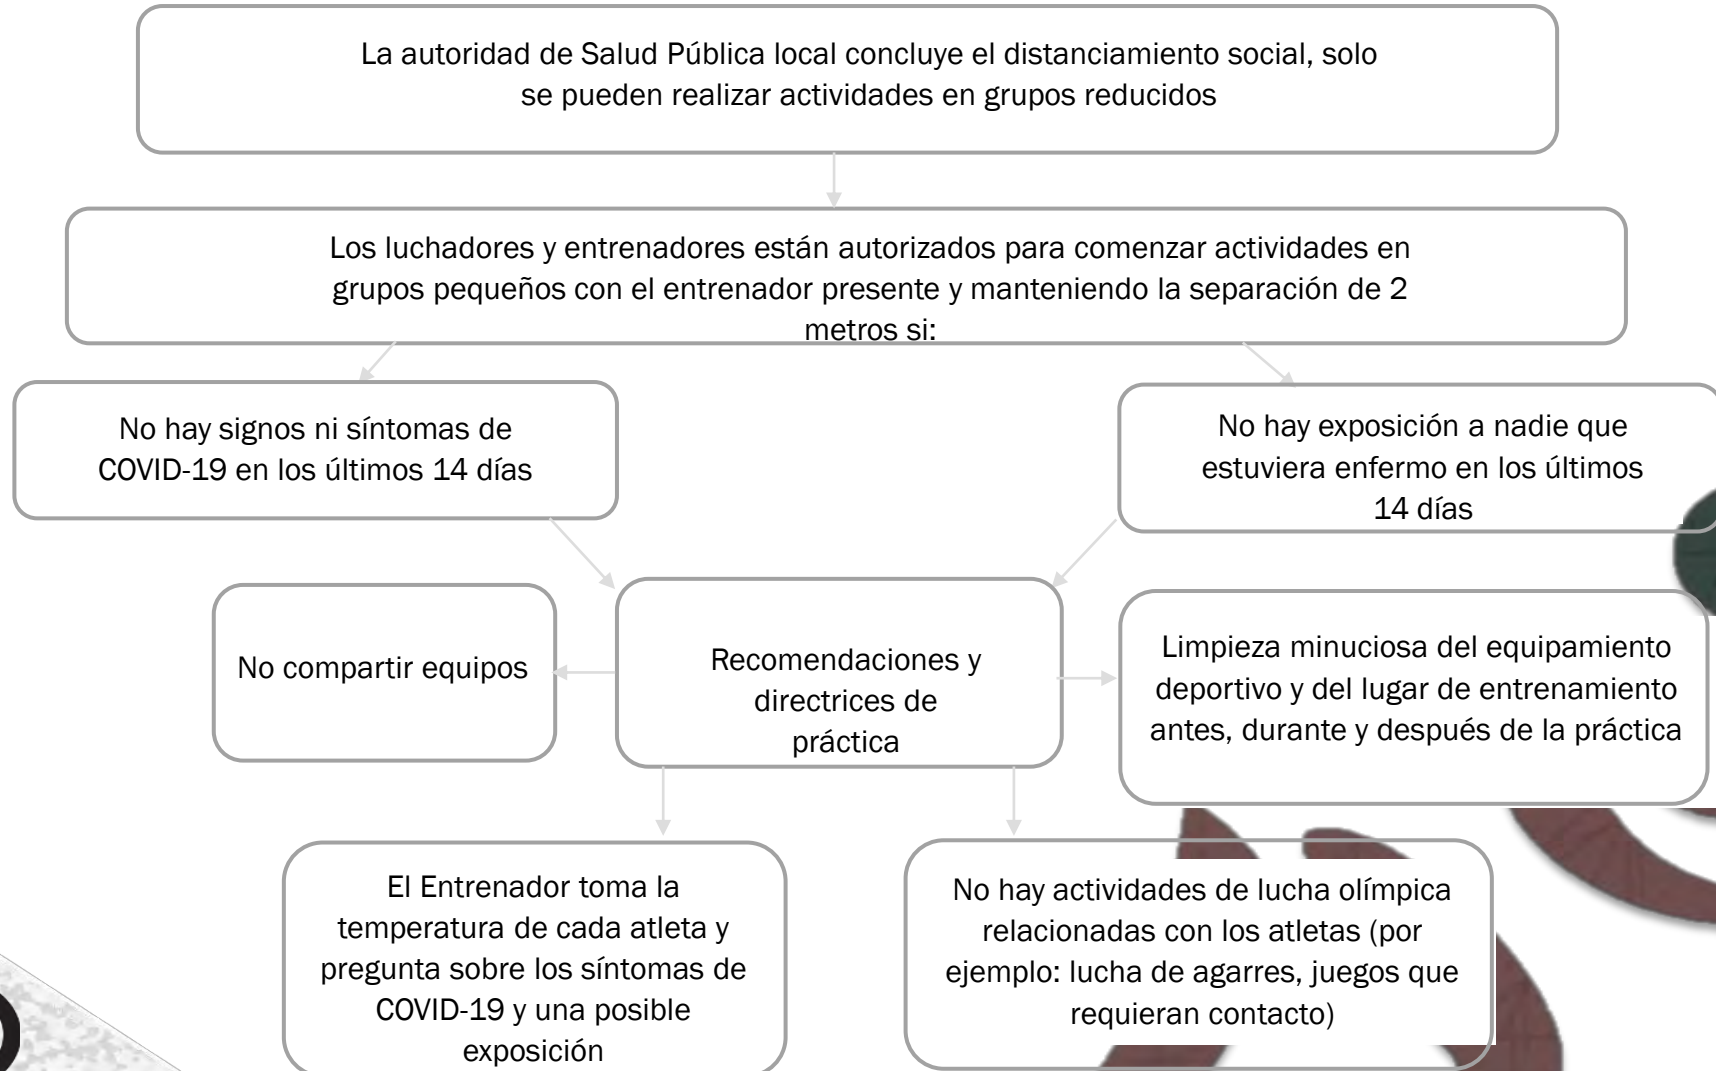 La autoridad de Salud Pública local concluye el distanciamiento social, solo
se pueden realizar actividades en grupos reducidos
Los luchadores y entrenadores están autorizados para comenzar actividades en
grupos pequeños con el entrenador presente y manteniendo la separación de 2
metros si:
No hay signos ni síntomas de
COVID-19 en los últimos 14 días
No hay exposición a nadie que
estuviera enfermo en los últimos
14 días
No compartir equipos
Recomendaciones y
directrices de
práctica
Limpieza minuciosa del equipamiento
deportivo y del lugar de entrenamiento
antes, durante y después de la práctica
El Entrenador toma la
temperatura de cada atleta y
pregunta sobre los síntomas de
COVID-19 y una posible
exposición
No hay actividades de lucha olímpica
relacionadas con los atletas (por
ejemplo: lucha de agarres, juegos que
requieran contacto)